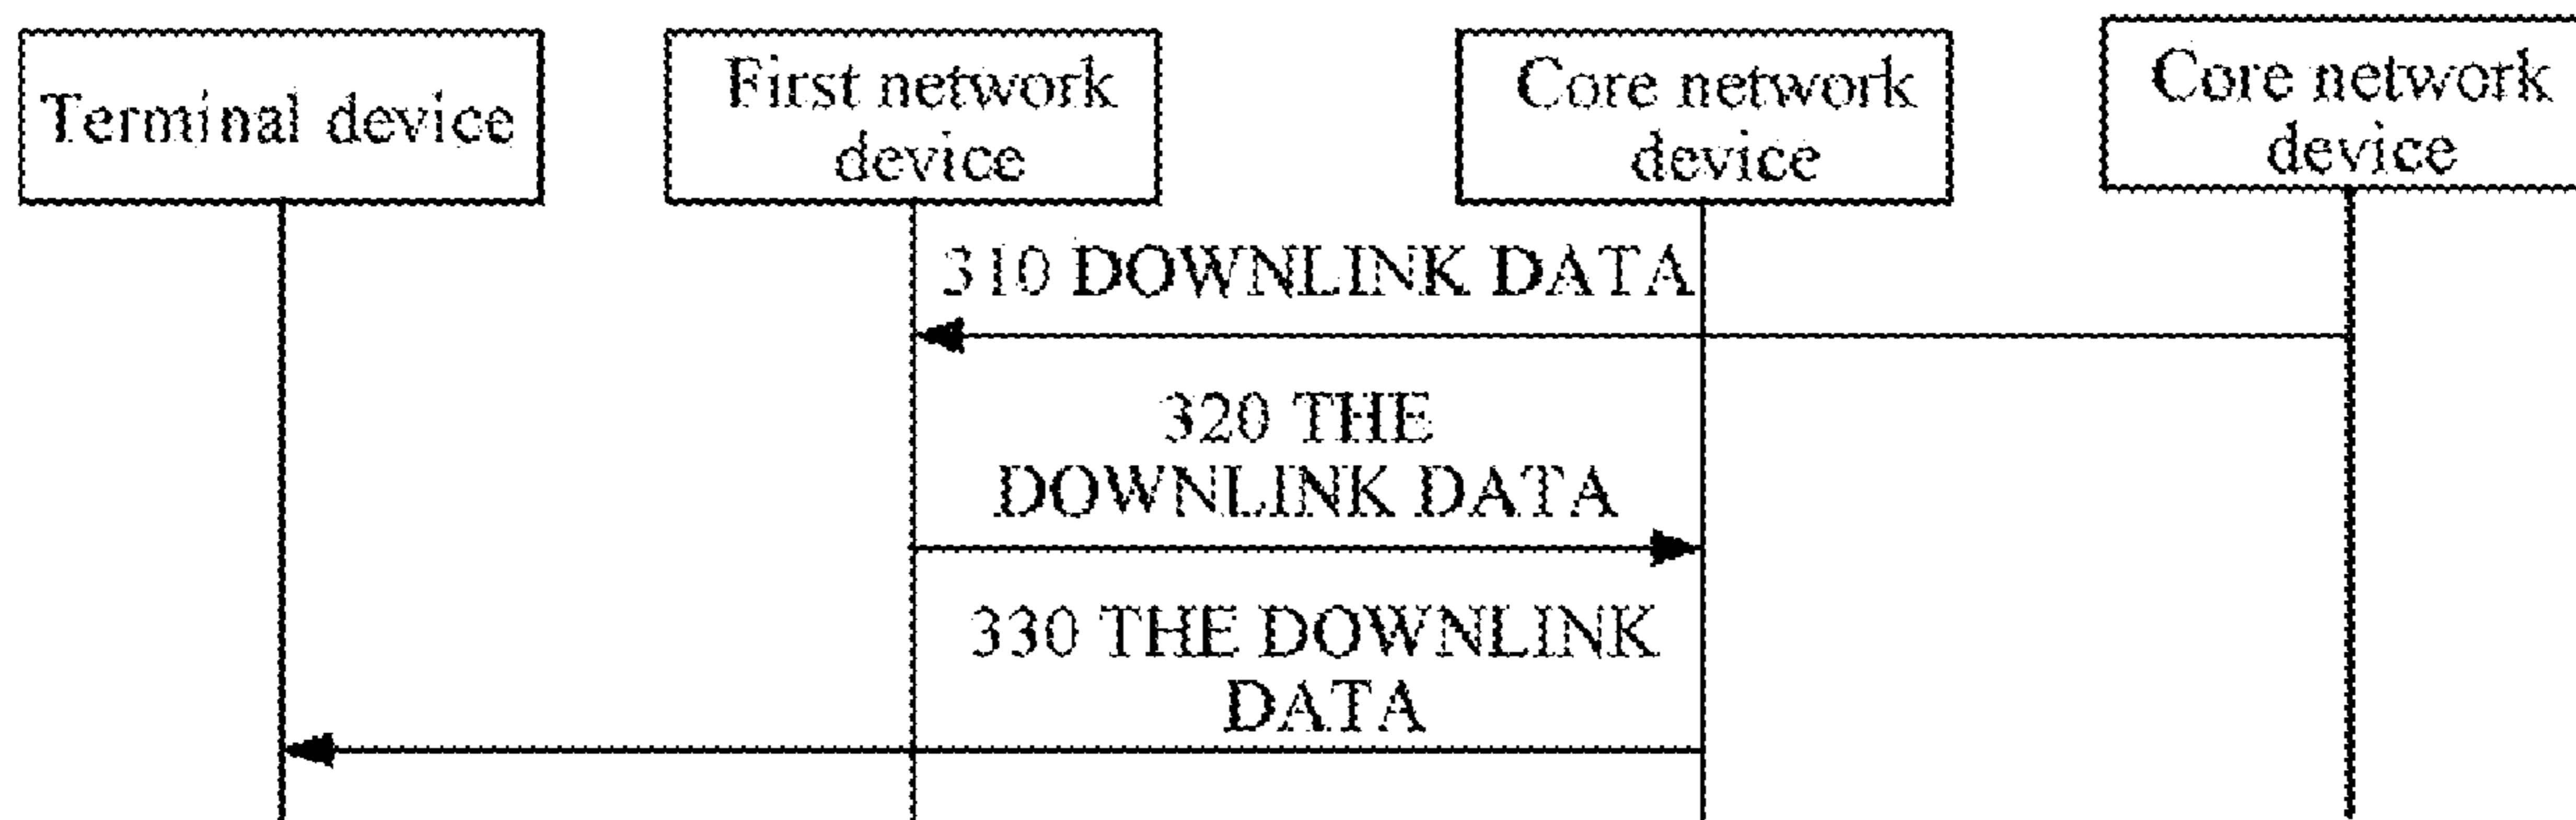 Terminal device
First network
device
Core network
device
Core network
device
310 DOWNLINK DATA
320 THE
DOWNLINK DATA
330 THE DOWNLINK
DATA